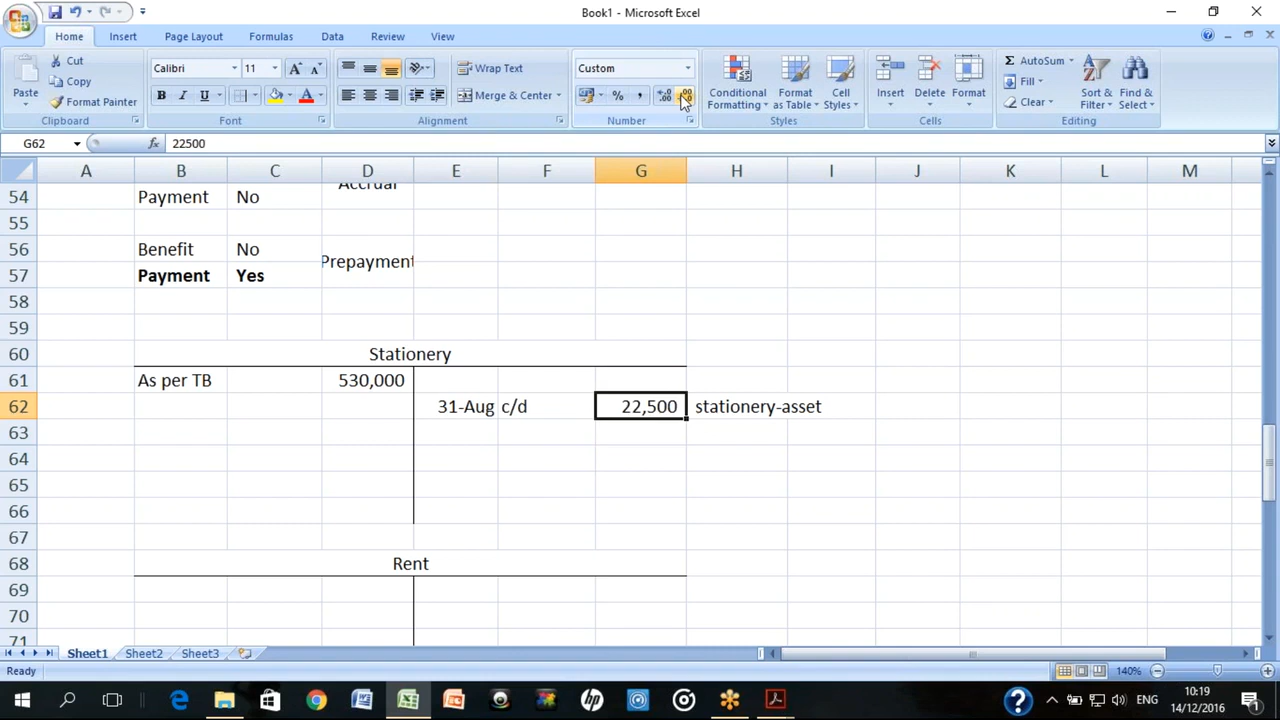 Book1 - Microsoft Excel
Home Insert Page Layout Formulas Data Review View
Cut
Copy
Format Painter
Paste
Clipboard
Calibri 11
B I U
Font
Wrap Text
Merge & Center
Alignment
Custom
% ,
Number
Conditional Formatting
Format as Table
Cell Styles
Styles
Insert Delete Format
Cells
Σ AutoSum
Fill
Clear
Sort & Filter
Find & Select
Editing
G62 fx 22500
A B C D E F G H I J K L M
54 Payment No Accrual
55
56 Benefit No
Prepayment
57 Payment Yes
58
59
60 Stationery
61 As per TB 530,000
62 31-Aug c/d 22,500 stationery-asset
63
64
65
66
67
68 Rent
69
70
71
Sheet1 Sheet2 Sheet3
Ready 140%
ENG 10:19
14/12/2016